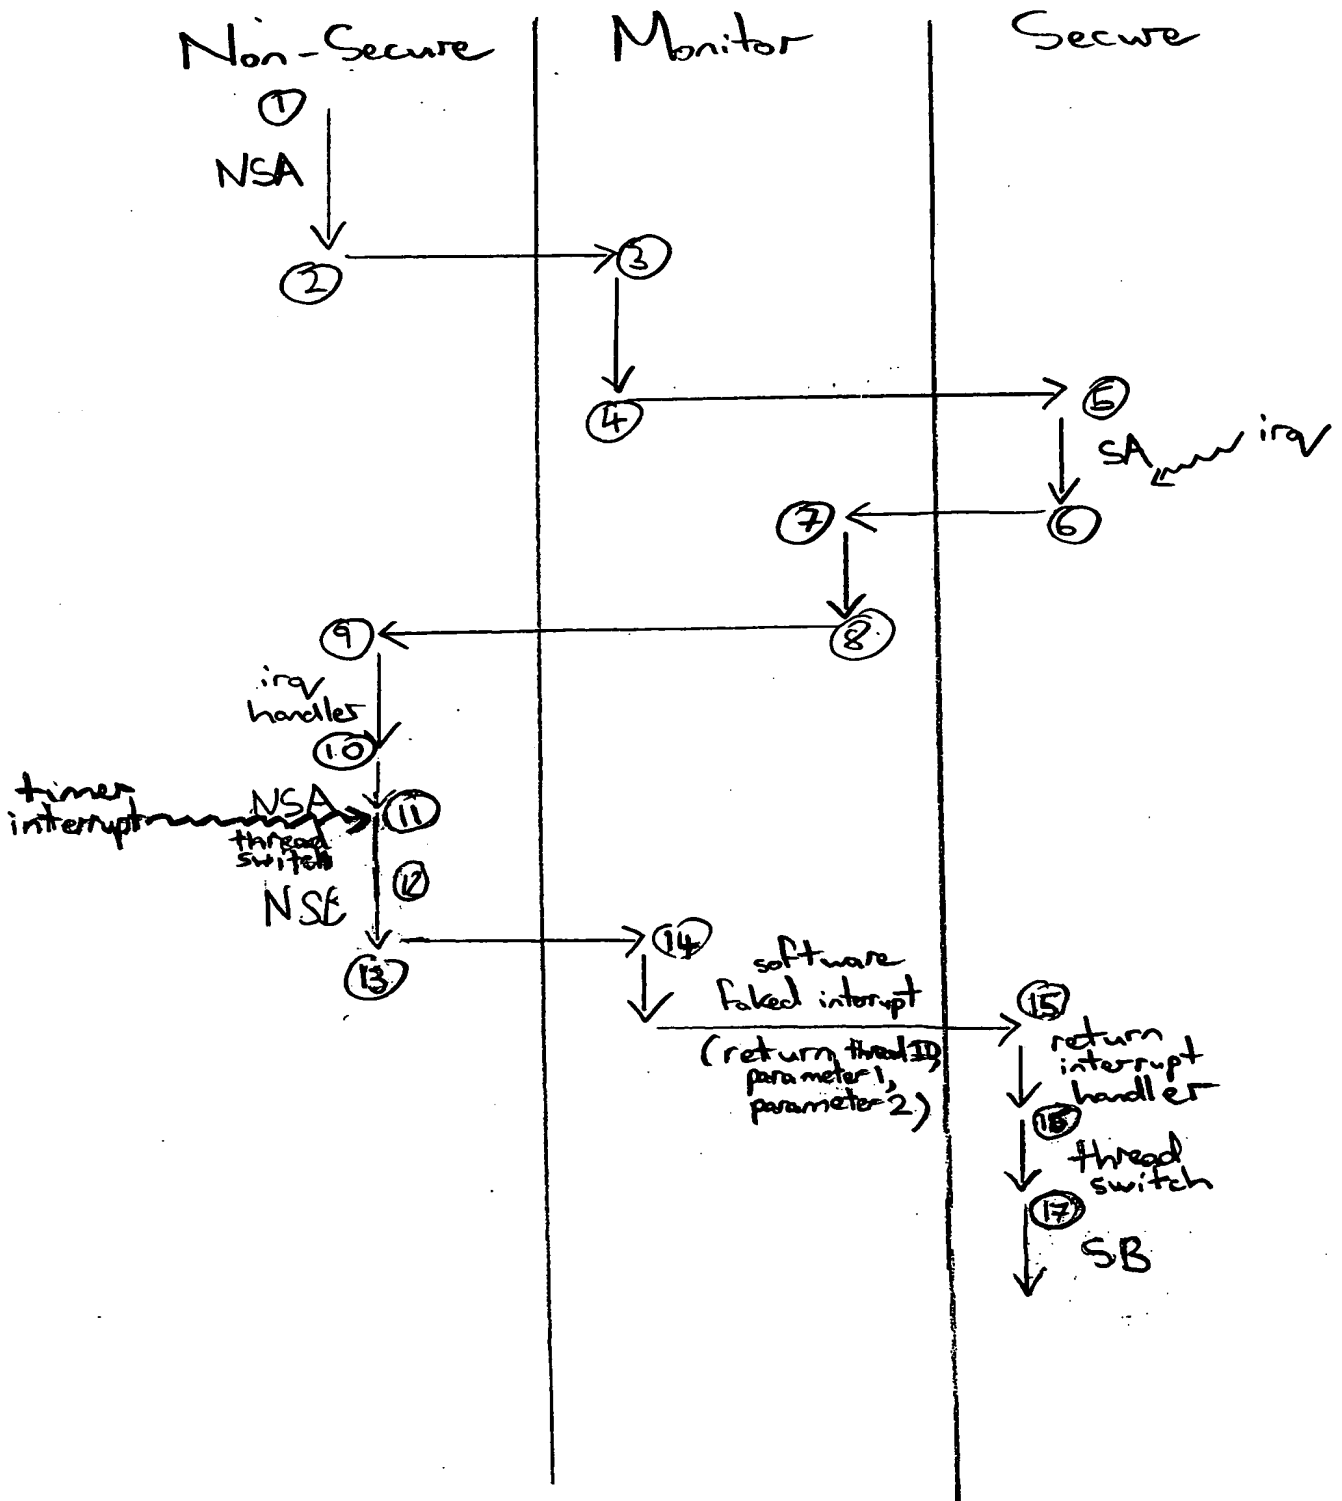 Non-Secure
Monitor
Secure
1
NSA
2
3
4
5
SA
irq
6
7
8
9
irq
handler
10
timer
interrupt
NSA
11
thread
switch
12
13
14
software
faked interrupt
(return, thread ID,
parameter 1,
parameter 2)
15
return
interrupt
handler
16
thread
switch
17
SB